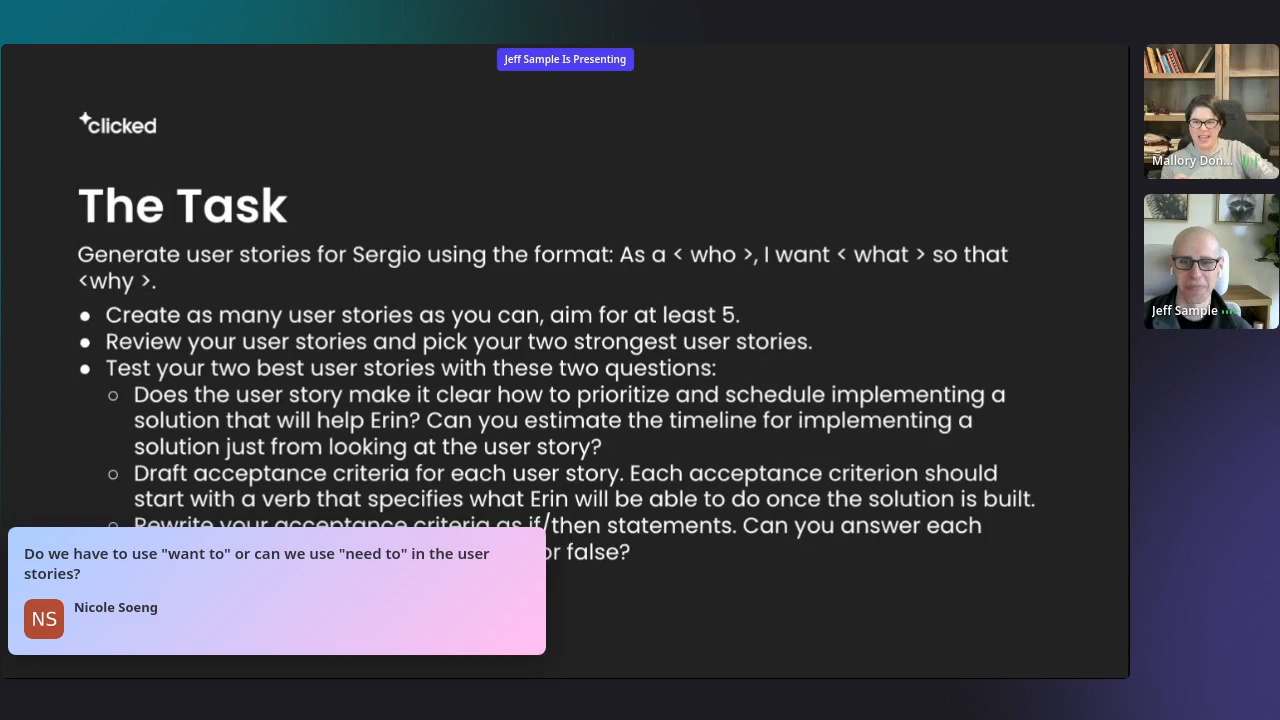 Jeff Sample Is Presenting
clicked
The Task
Generate user stories for Sergio using the format: As a < who >, I want < what > so that
<why >.
● Create as many user stories as you can, aim for at least 5.
● Review your user stories and pick your two strongest user stories.
● Test your two best user stories with these two questions:
○ Does the user story make it clear how to prioritize and schedule implementing a
solution that will help Erin? Can you estimate the timeline for implementing a
solution just from looking at the user story?
○ Draft acceptance criteria for each user story. Each acceptance criterion should
start with a verb that specifies what Erin will be able to do once the solution is built.
○ Rewrite your acceptance criteria as if/then statements. Can you answer each
or false?
Do we have to use "want to" or can we use "need to" in the user
stories?
NS
Nicole Soeng
Mallory Don...
Jeff Sample